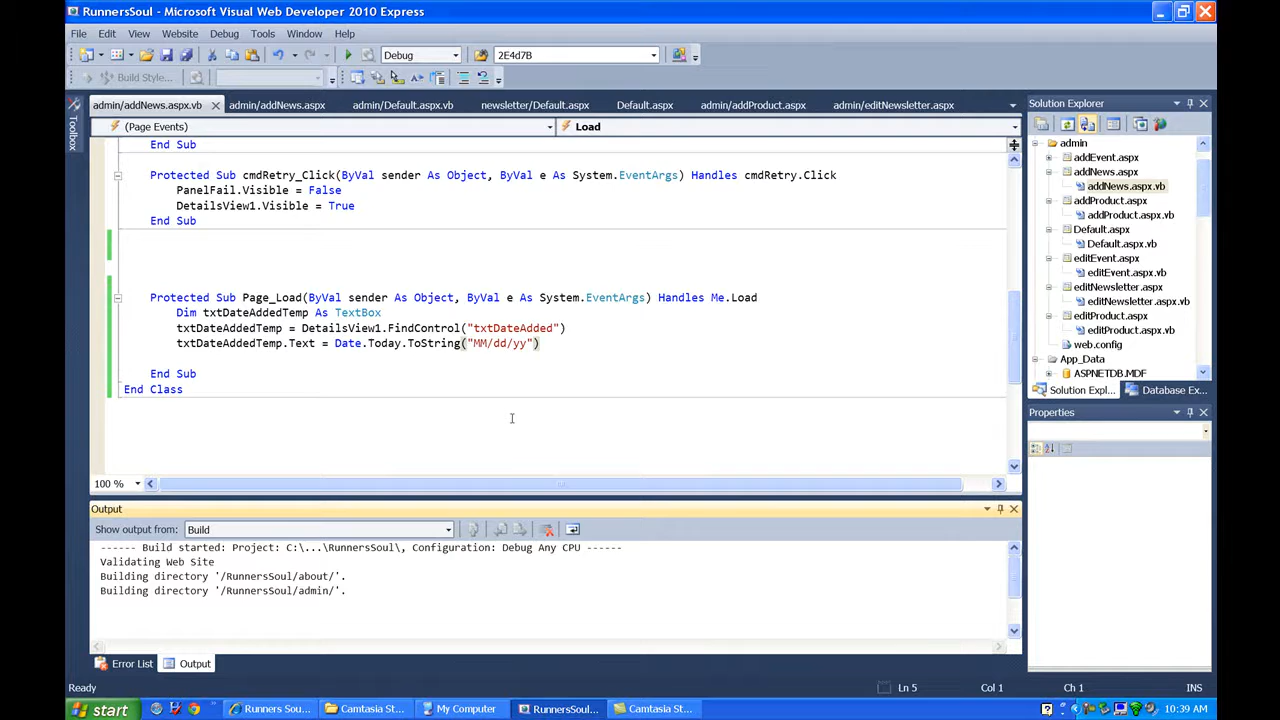 RunnersSoul - Microsoft Visual Web Developer 2010 Express
File Edit View Website Debug Tools Window Help
Debug 2E4d7B
Build Style...
admin/addNews.aspx.vb admin/addNews.aspx admin/Default.aspx.vb newsletter/Default.aspx Default.aspx admin/addProduct.aspx admin/editNewsletter.aspx
(Page Events) Load
Toolbox
End Sub
Protected Sub cmdRetry_Click(ByVal sender As Object, ByVal e As System.EventArgs) Handles cmdRetry.Click
PanelFail.Visible = False
DetailsView1.Visible = True
End Sub
Protected Sub Page_Load(ByVal sender As Object, ByVal e As System.EventArgs) Handles Me.Load
Dim txtDateAddedTemp As TextBox
txtDateAddedTemp = DetailsView1.FindControl("txtDateAdded")
txtDateAddedTemp.Text = Date.Today.ToString("MM/dd/yy")
End Sub
End Class
100 %
Output
Show output from: Build
------ Build started: Project: C:\...\RunnersSoul\, Configuration: Debug Any CPU ------
Validating Web Site
Building directory '/RunnersSoul/about/'.
Building directory '/RunnersSoul/admin/'.
Error List Output
Solution Explorer
admin
addEvent.aspx
addNews.aspx
addNews.aspx.vb
addProduct.aspx
addProduct.aspx.vb
Default.aspx
Default.aspx.vb
editEvent.aspx
editEvent.aspx.vb
editNewsletter.aspx
editNewsletter.aspx.vb
editProduct.aspx
editProduct.aspx.vb
web.config
App_Data
ASPNETDB.MDF
Solution Expl... Database Ex...
Properties
Ready Ln 5 Col 1 Ch 1 INS
start Runners Sou... Camtasia St... My Computer RunnersSoul... Camtasia St... 10:39 AM